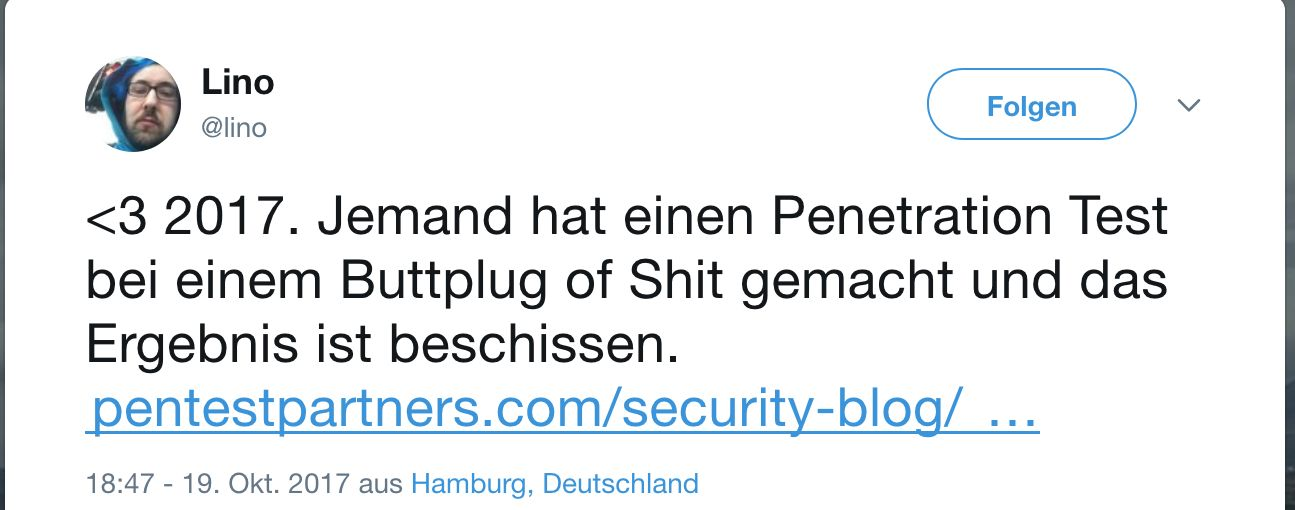 Lino
@lino
Folgen
<3 2017. Jemand hat einen Penetration Test
bei einem Buttplug of Shit gemacht und das
Ergebnis ist beschissen.
pentestpartners.com/security-blog/ …
18:47 - 19. Okt. 2017 aus Hamburg, Deutschland